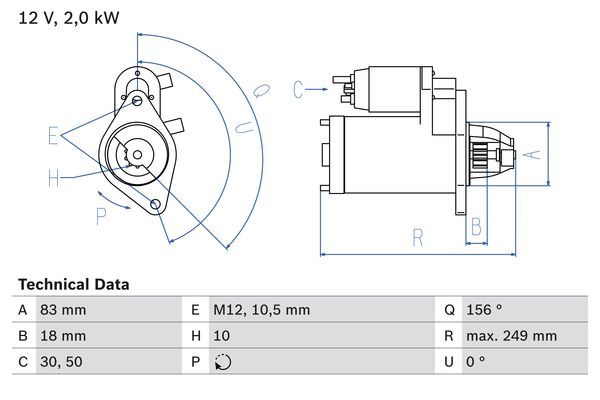 12 V, 2,0 kW
Q
C
E
U
A
H
P
B
R
Technical Data
A 83 mm E M12, 10,5 mm Q 156 °
B 18 mm H 10 R max. 249 mm
C 30, 50 P U 0 °